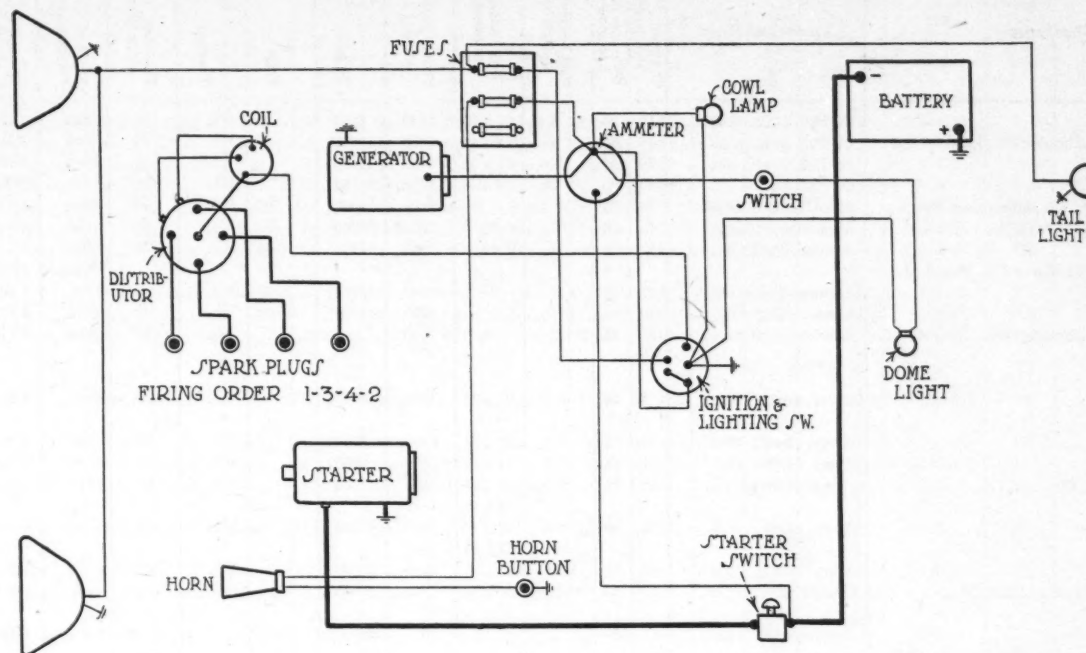 FUSES
COWL
LAMP
-
BATTERY
+
COIL
AMMETER
GENERATOR
SWITCH
TAIL
LIGHT
DISTRIB-
UTOR
SPARK PLUGS
FIRING ORDER 1-3-4-2
DOME
LIGHT
IGNITION &
LIGHTING SW.
STARTER
HORN
BUTTON
STARTER
SWITCH
HORN